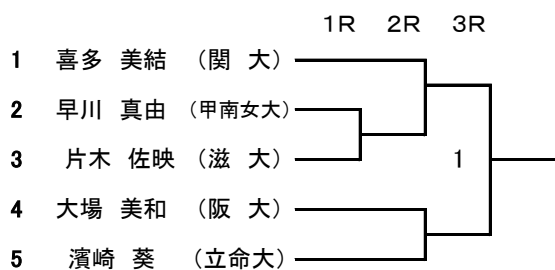 1R 2R 3R
1 喜多 美結 （関 大）
2 早川 真由 （甲南女大）
3 片木 佐映 （滋 大） 1
4 大場 美和 （阪 大）
5 濱崎 葵 （立命大）